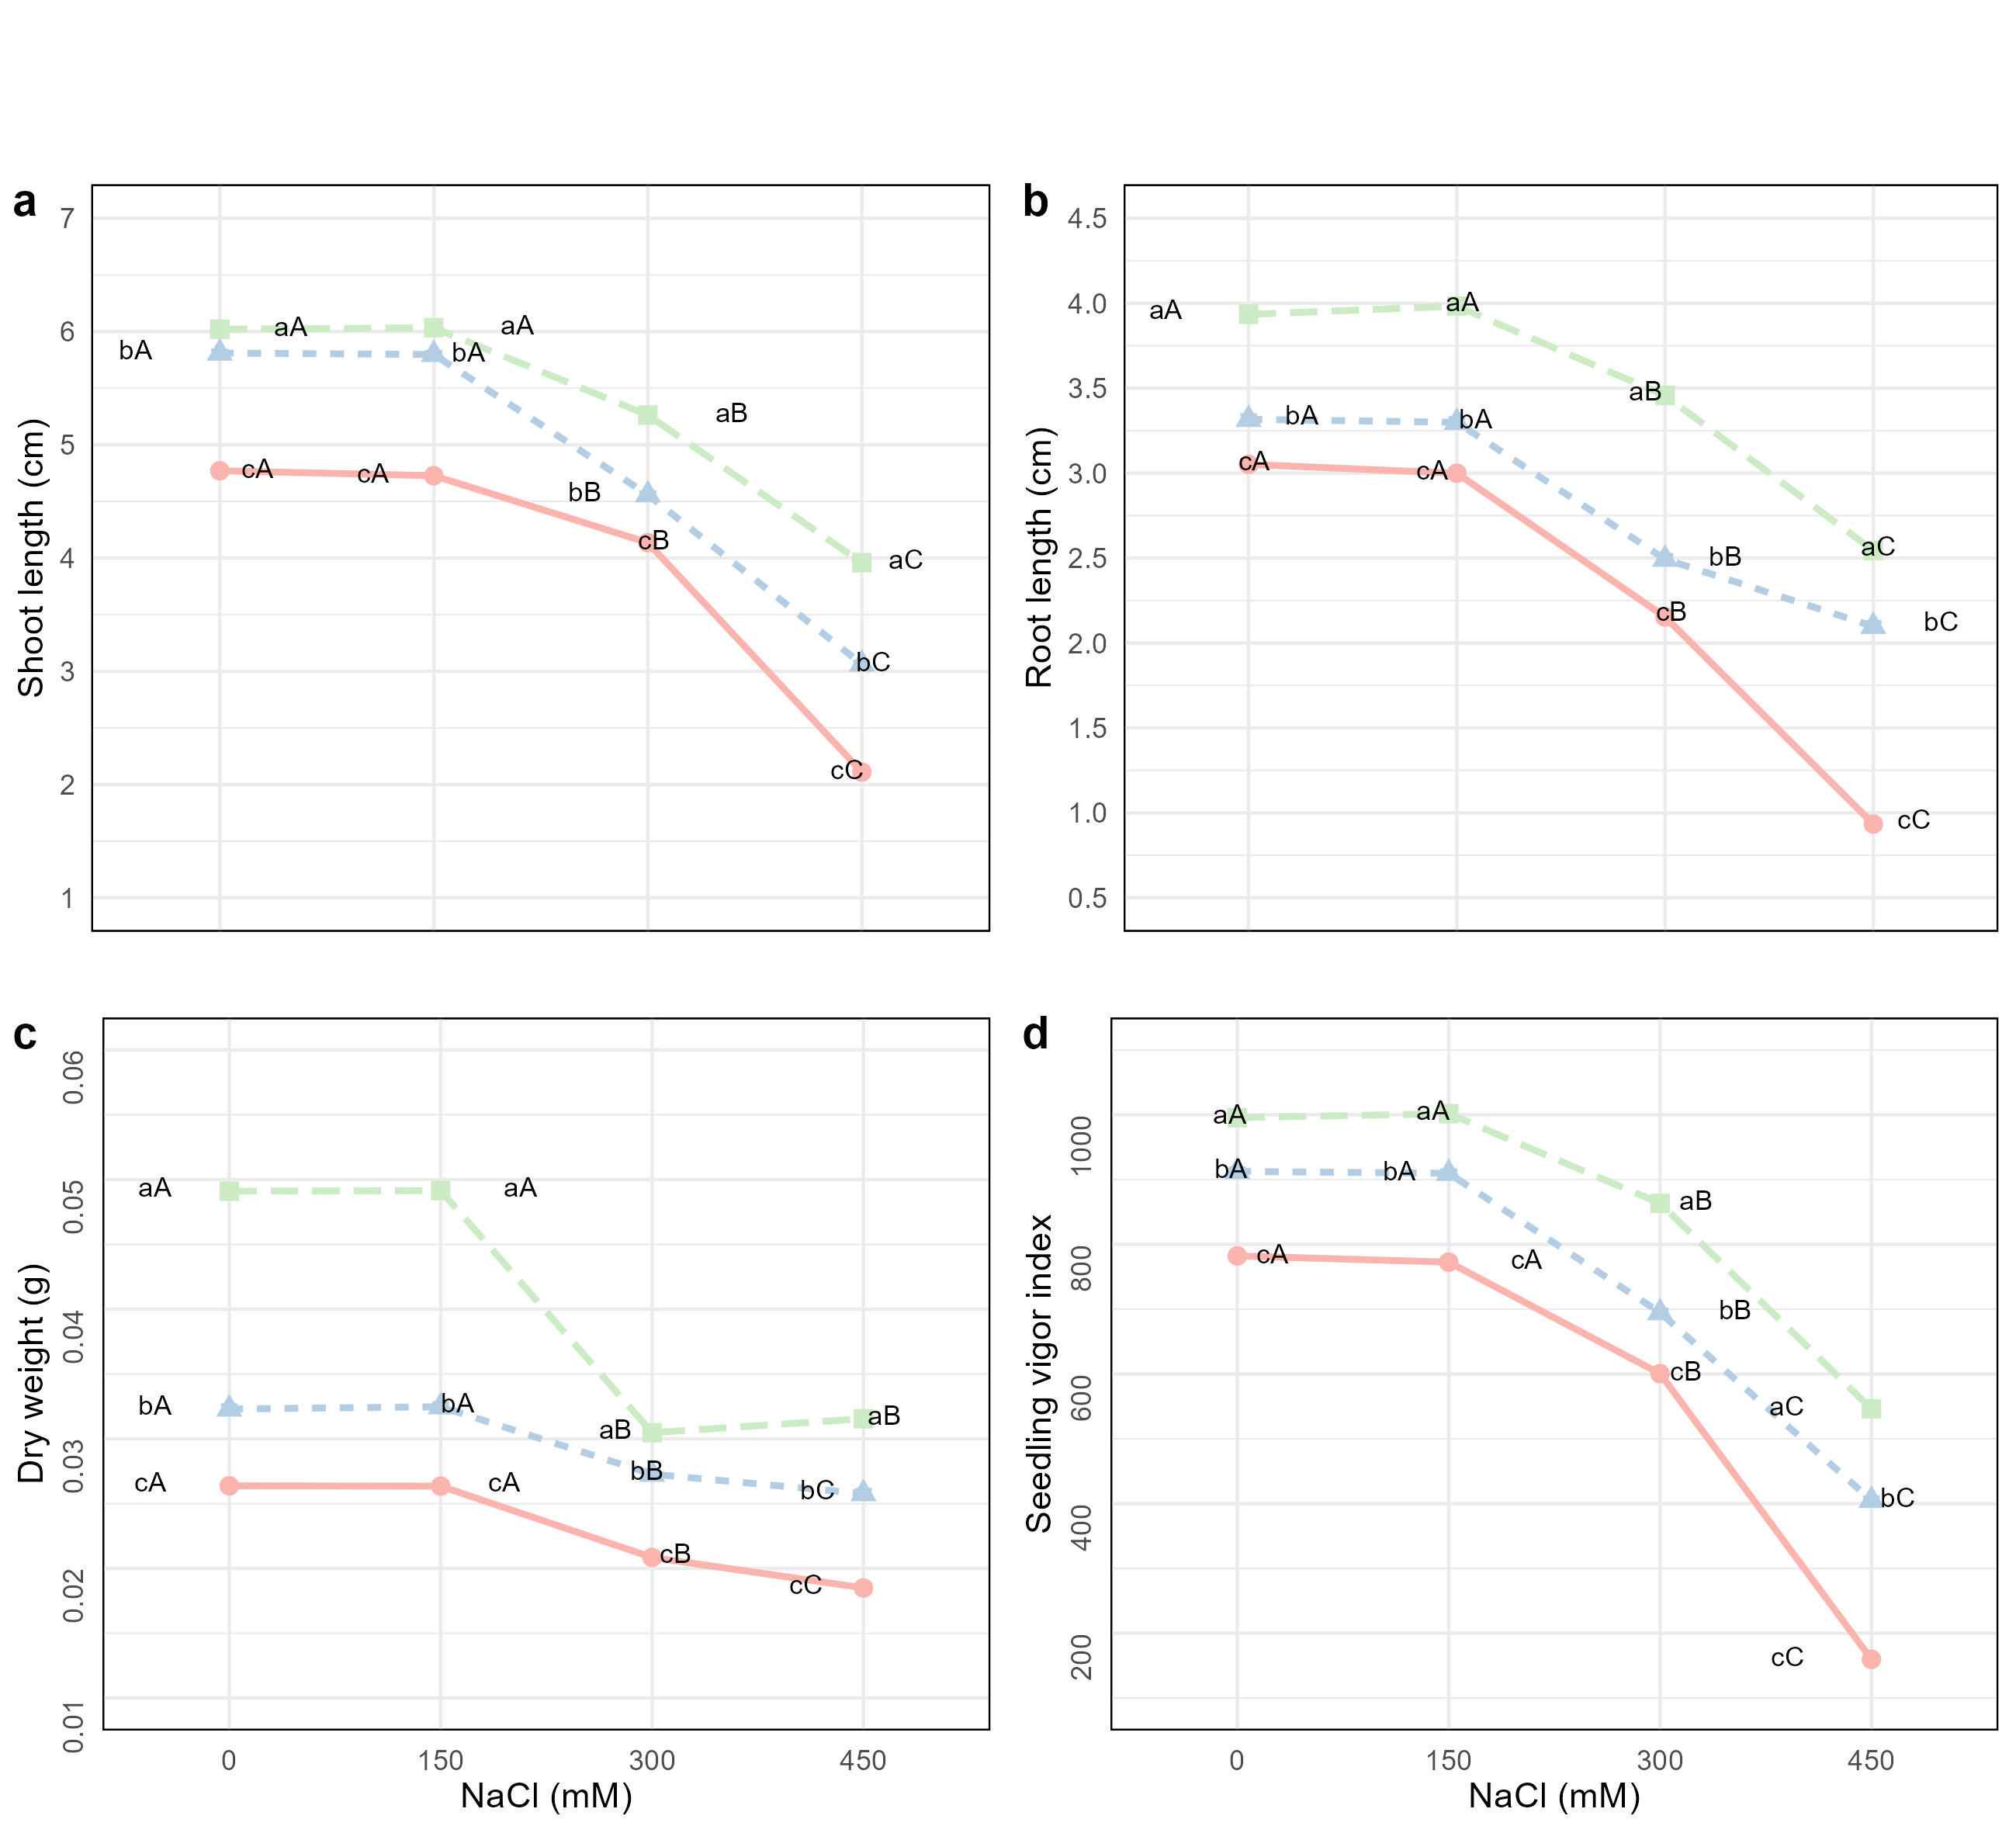 a
7
6
5
4
3
2
1
Shoot length (cm)
aA
aA
bA
bA
aB
cA
cA
bB
cB
aC
bC
cC
b
4.5
4.0
3.5
3.0
2.5
2.0
1.5
1.0
0.5
Root length (cm)
aA
aA
aB
bA
bA
cA
cA
aC
bB
cB
bC
cC
c
0.06
0.05
0.04
0.03
0.02
0.01
Dry weight (g)
aA
aA
bA
bA
aB
aB
cA
cA
bB
bC
cB
cC
0
150
300
450
NaCl (mM)
d
1000
800
600
400
200
Seedling vigor index
aA
aA
bA
bA
aB
cA
cA
bB
cB
aC
bC
cC
0
150
300
450
NaCl (mM)